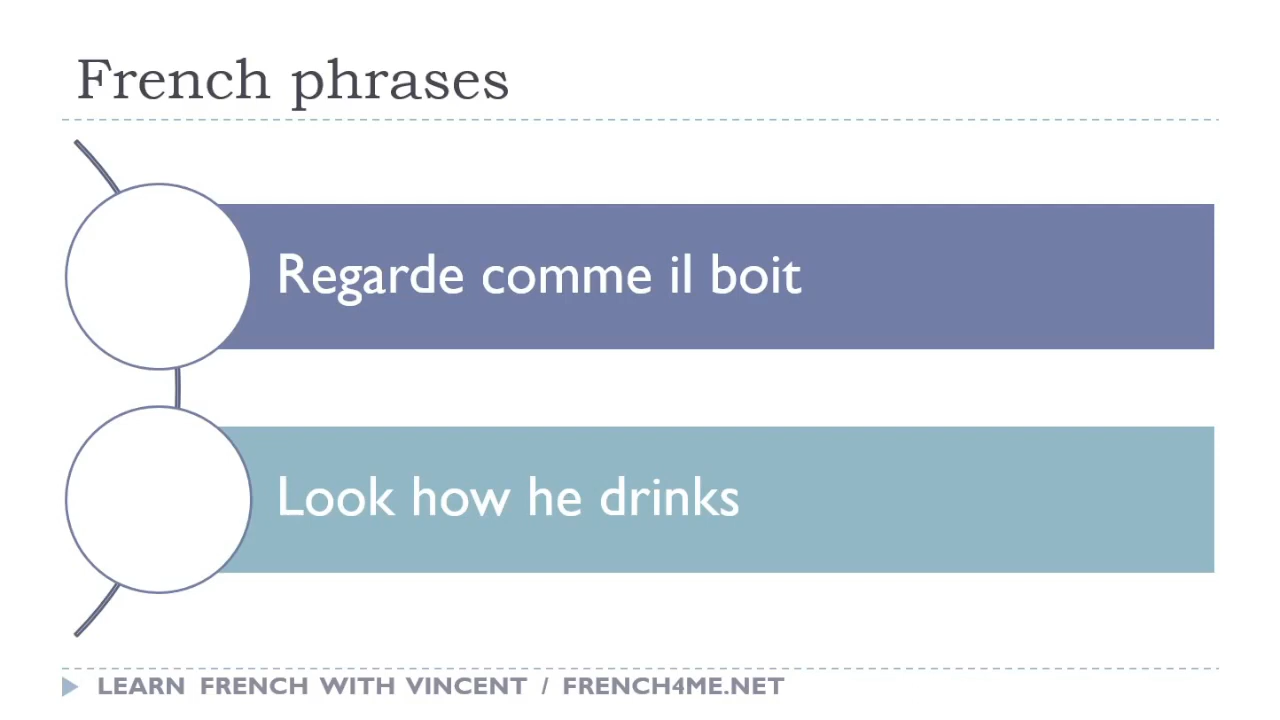 French phrases
Regarde comme il boit
Look how he drinks
LEARN FRENCH WITH VINCENT / FRENCH4ME.NET